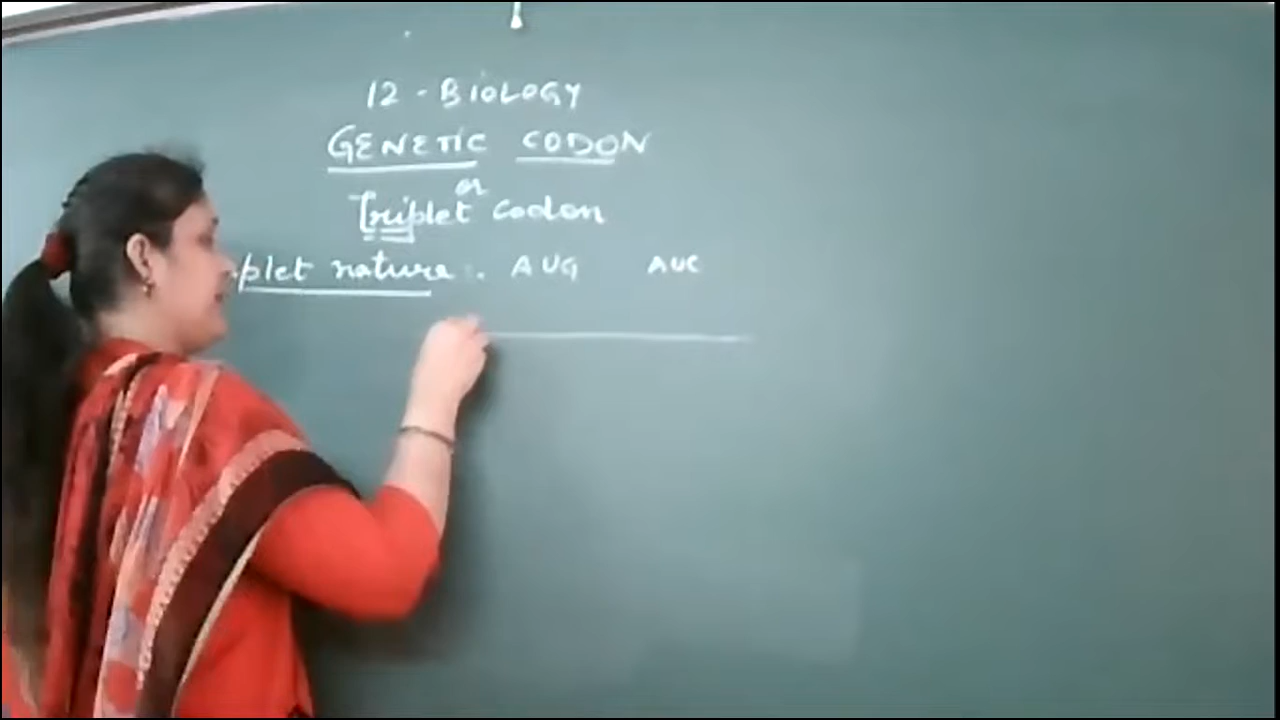 12 - BIOLOGY
GENETIC CODON
or
Triplet codon
plet nature : AUG AUC